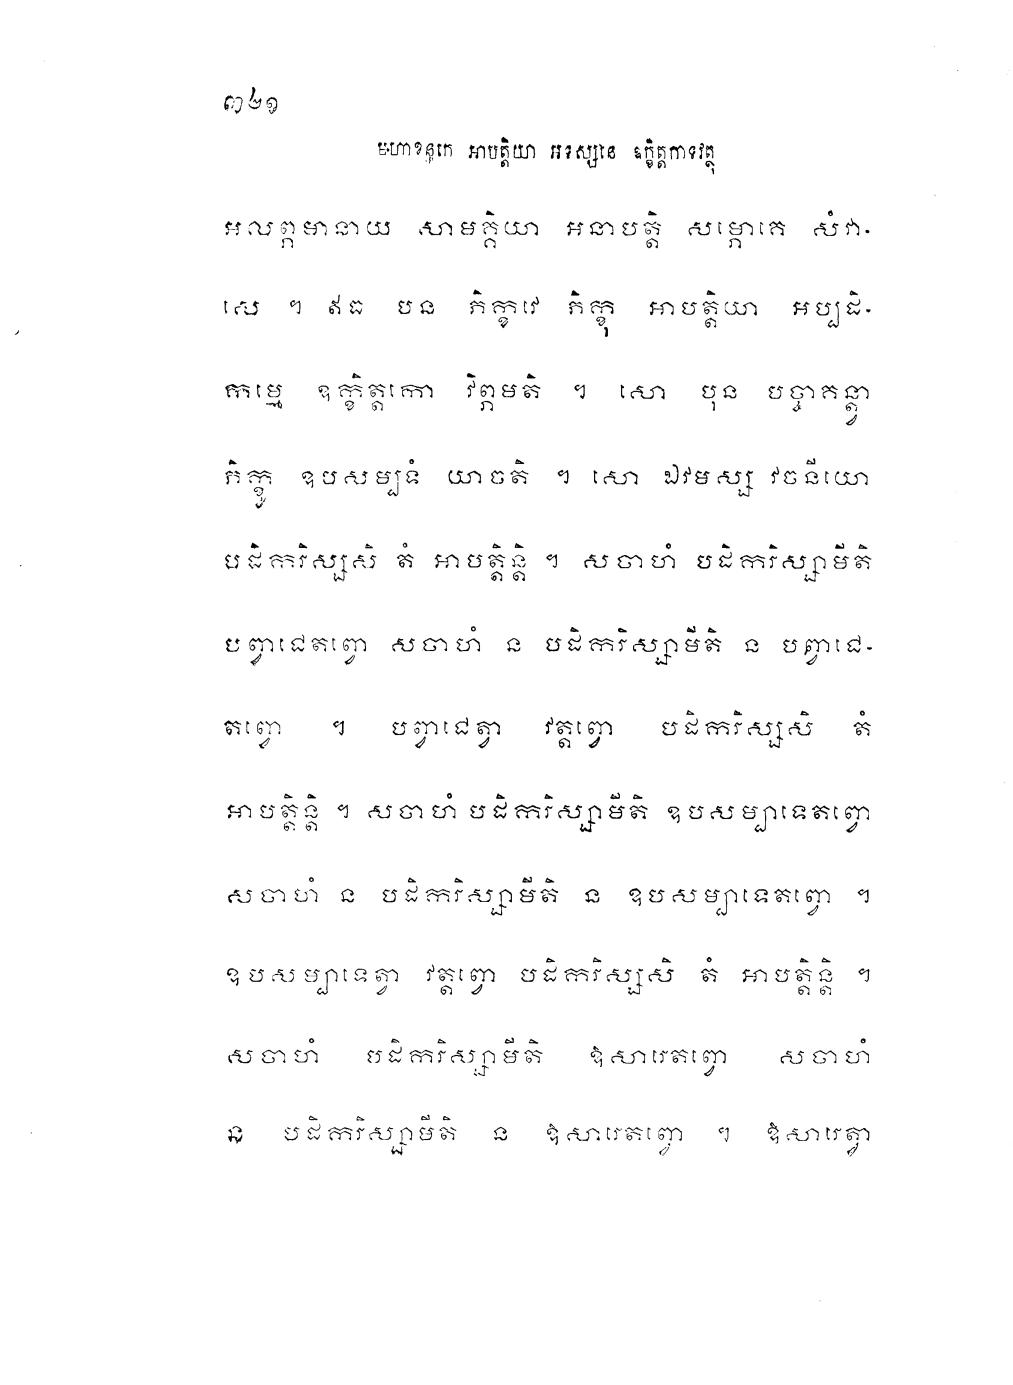 ៣២១
មហាខន្ធកេ អាបត្តិយា អទស្សនេ ឧក្ខិត្តកាទវត្ថុ
អលព្ភមានាយ សាមគ្គិយា អនាបត្តិ សម្ភោគេ សំវា-
សេ ។ ឥធ បន ភិក្ខវេ ភិក្ខុ អាបត្តិយា អប្បដិ-
កម្មេ ឧក្ខិត្តកោ វិព្ភមតិ ។ សោ បុន បច្ចាគន្ត្វា
ភិក្ខូ ឧបសម្បទំ យាចតិ ។ សោ ឯវមស្ស វចនីយោ
បដិករិស្សសិ តំ អាបត្តិន្តិ ។ សចាហំ បដិករិស្សាមីតិ
បព្វាជេតព្វោ សចាហំ ន បដិករិស្សាមីតិ ន បព្វាជេ-
តព្វោ ។ បព្វាជេត្វា វត្តព្វោ បដិករិស្សសិ តំ
អាបត្តិន្តិ ។ សចាហំ បដិករិស្សាមីតិ ឧបសម្បាទេតព្វោ
សចាហំ ន បដិករិស្សាមីតិ ន ឧបសម្បាទេតព្វោ ។
ឧបសម្បាទេត្វា វត្តព្វោ បដិករិស្សសិ តំ អាបត្តិន្តិ ។
សចាហំ បដិករិស្សាមីតិ ឱសារេតព្វោ សចាហំ
ន បដិករិស្សាមីតិ ន ឱសារេតព្វោ ។ ឱសារេត្វា